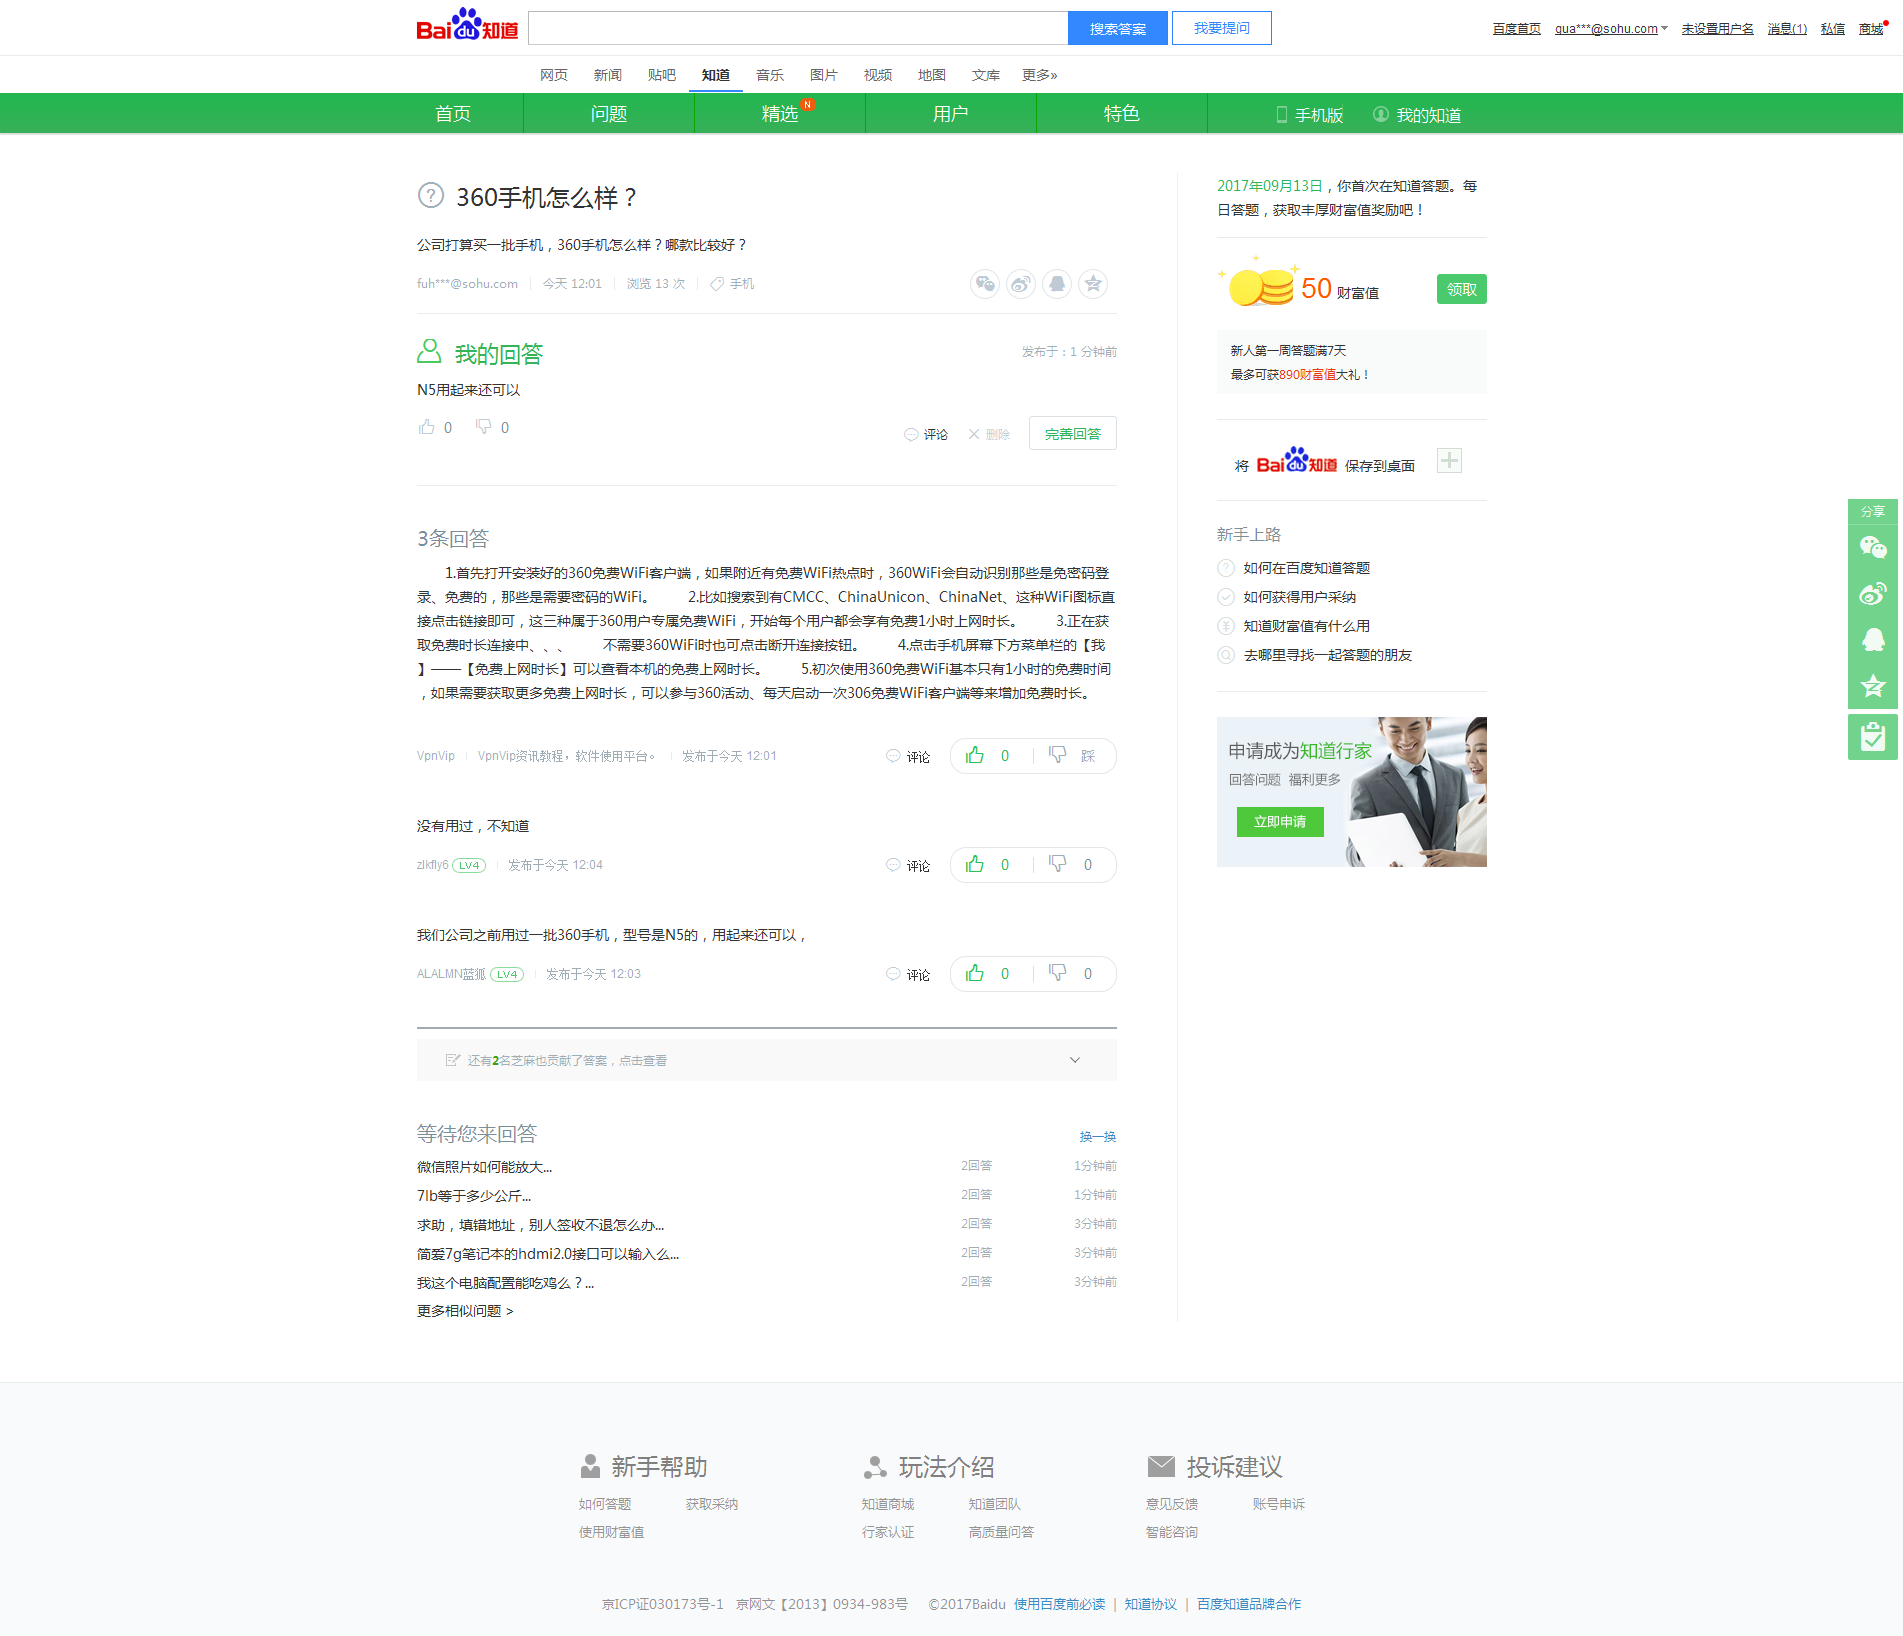 Baidu知道
搜索答案
我要提问
百度首页
qua***@sohu.com
未设置用户名
消息(1)
私信
商城
网页
新闻
贴吧
知道
音乐
图片
视频
地图
文库
更多»
首页
问题
精选
N
用户
特色
手机版
我的知道
360手机怎么样？
公司打算买一批手机，360手机怎么样？哪款比较好？
fuh***@sohu.com
今天 12:01
浏览 13 次
手机
我的回答
发布于：1 分钟前
N5用起来还可以
0
0
评论
删除
完善回答
3条回答
1.首先打开安装好的360免费WiFi客户端，如果附近有免费WiFi热点时，360WiFi会自动识别那些是免密码登
录、免费的，那些是需要密码的WiFi。 2.比如搜索到有CMCC、ChinaUnicon、ChinaNet、这种WiFi图标直
接点击链接即可，这三种属于360用户专属免费WiFi，开始每个用户都会享有免费1小时上网时长。 3.正在获
取免费时长连接中、、、 不需要360WiFi时也可点击断开连接按钮。 4.点击手机屏幕下方菜单栏的【我
】——【免费上网时长】可以查看本机的免费上网时长。 5.初次使用360免费WiFi基本只有1小时的免费时间
，如果需要获取更多免费上网时长，可以参与360活动、每天启动一次306免费WiFi客户端等来增加免费时长。
VpnVip
VpnVip资讯教程，软件使用平台。
发布于今天 12:01
评论
0
踩
没有用过，不知道
zlkfly6
LV4
发布于今天 12:04
评论
0
0
我们公司之前用过一批360手机，型号是N5的，用起来还可以，
ALALMN蓝狐
LV4
发布于今天 12:03
评论
0
0
还有2名芝麻也贡献了答案，点击查看
等待您来回答
换一换
微信照片如何能放大...
2回答
1分钟前
7lb等于多少公斤...
2回答
1分钟前
求助，填错地址，别人签收不退怎么办...
2回答
3分钟前
简爱7g笔记本的hdmi2.0接口可以输入么...
2回答
3分钟前
我这个电脑配置能吃鸡么？...
2回答
3分钟前
更多相似问题 >
2017年09月13日，你首次在知道答题。每
日答题，获取丰厚财富值奖励吧！
50 财富值
领取
新人第一周答题满7天
最多可获890财富值大礼！
将 Baidu知道 保存到桌面
新手上路
如何在百度知道答题
如何获得用户采纳
知道财富值有什么用
去哪里寻找一起答题的朋友
申请成为知道行家
回答问题 福利更多
立即申请
分享
新手帮助
如何答题
获取采纳
使用财富值
玩法介绍
知道商城
知道团队
行家认证
高质量问答
投诉建议
意见反馈
账号申诉
智能咨询
京ICP证030173号-1 京网文【2013】0934-983号 ©2017Baidu 使用百度前必读 | 知道协议 | 百度知道品牌合作